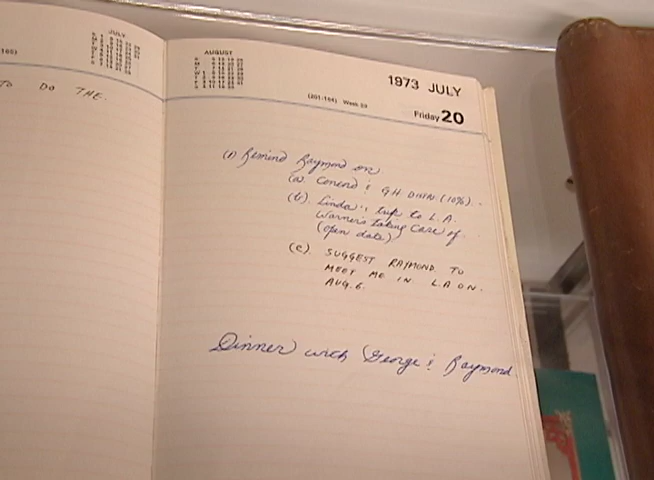 TO DO THE.
JULY
AUGUST
1973 JULY
(201-164) Week 29
Friday 20
(1) Remind Raymond on
(a). & GH (10%).
(b). Linda's trip to L.A.
Warner's taking care of
(open date)
(c). SUGGEST RAYMOND TO
MEET ME IN L.A ON.
AUG. 6.
Dinner with George & Raymond.